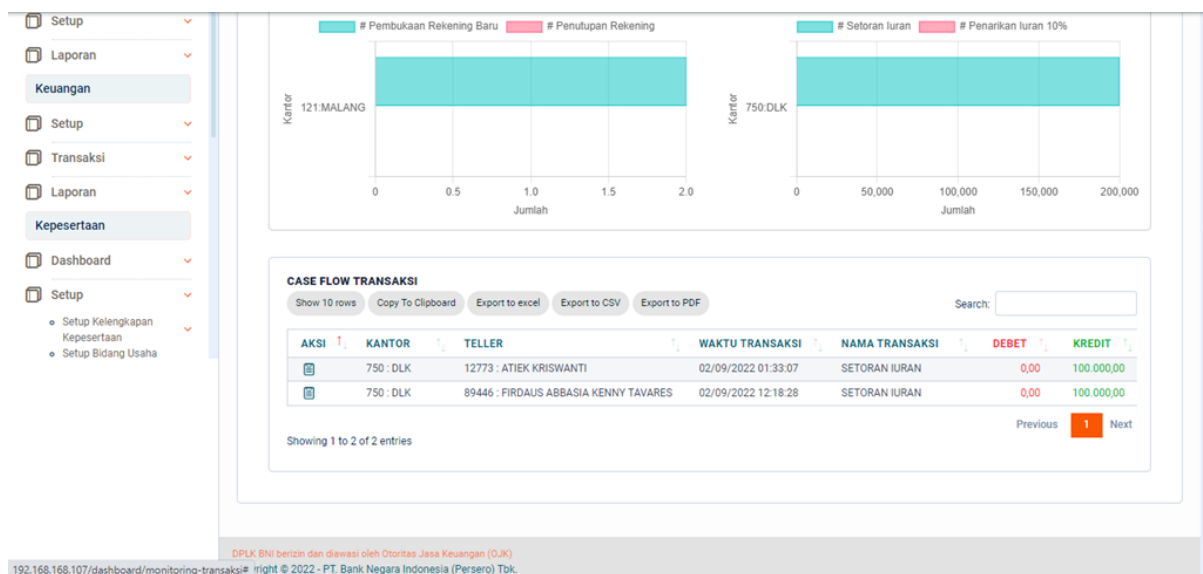 Setup
Laporan
Keuangan
Setup
Transaksi
Laporan
Kepesertaan
Dashboard
Setup
Setup Kelengkapan
Kepesertaan
Setup Bidang Usaha
# Pembukaan Rekening Baru # Penutupan Rekening
Kantor
121:MALANG
0 0.5 1.0 1.5 2.0
Jumlah
# Setoran Iuran # Penarikan Iuran 10%
Kantor
750:DLK
0 50,000 100,000 150,000 200,000
Jumlah
CASE FLOW TRANSAKSI
Show 10 rows Copy To Clipboard Export to excel Export to CSV Export to PDF Search:
AKSI KANTOR TELLER WAKTU TRANSAKSI NAMA TRANSAKSI DEBET KREDIT
750 : DLK 12773 : ATIEK KRISWANTI 02/09/2022 01:33:07 SETORAN IURAN 0,00 100.000,00
750 : DLK 89446 : FIRDAUS ABBASIA KENNY TAVARES 02/09/2022 12:18:28 SETORAN IURAN 0,00 100.000,00
Previous 1 Next
Showing 1 to 2 of 2 entries
DPLK BNI berizin dan diawasi oleh Otoritas Jasa Keuangan (OJK)
192.168.168.107/dashboard/monitoring-transaksi# right © 2022 - PT. Bank Negara Indonesia (Persero) Tbk.